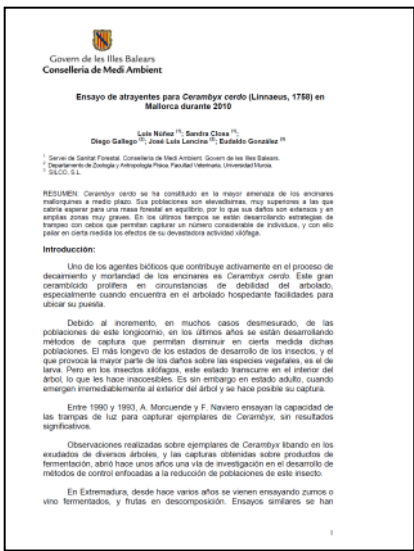 Govern de les Illes Balears
Conselleria de Medi Ambient
Ensayo de atrayentes para Cerambyx cerdo (Linnaeus, 1758) en
Mallorca durante 2010
Luis Núñez (1); Sandra Closa (1);
Diego Gallego (2); José Luis Lencina (2); Eudaldo González (3)
1 Servei de Sanitat Forestal. Conselleria de Medi Ambient. Govern de les Illes Balears.
2 Departamento de Zoología y Antropología Física. Facultad Veterinaria. Universidad Murcia.
3 SILCO, S.L.
RESUMEN: Cerambyx cerdo se ha constituido en la mayor amenaza de los encinares
mallorquines a medio plazo. Sus poblaciones son elevadísimas, muy superiores a las que
cabría esperar para una masa forestal en equilibrio, por lo que sus daños son extensos y en
amplias zonas muy graves. En los últimos tiempos se están desarrollando estrategias de
trampeo con cebos que permitan capturar un número considerable de individuos, y con ello
paliar en cierta medida los efectos de su devastadora actividad xilófaga.
Introducción:
Uno de los agentes bióticos que contribuye activamente en el proceso de
decaimiento y mortandad de los encinares es Cerambyx cerdo. Este gran
cerambícido prolifera en circunstancias de debilidad del arbolado,
especialmente cuando encuentra en el arbolado hospedante facilidades para
ubicar su puesta.
Debido al incremento, en muchos casos desmesurado, de las
poblaciones de este longicornio, en los últimos años se están desarrollando
métodos de captura que permitan disminuir en cierta medida dichas
poblaciones. El más longevo de los estados de desarrollo de los insectos, y el
que provoca la mayor parte de los daños sobre las especies vegetales, es el de
larva. Pero en los insectos xilófagos, este estado transcurre en el interior del
árbol, lo que les hace inaccesibles. Es sin embargo en estado adulto, cuando
emergen irremediablemente al exterior del árbol y se hace posible su captura.
Entre 1990 y 1993, A. Morcuende y F. Naviero ensayan la capacidad de
las trampas de luz para capturar ejemplares de Cerambyx, sin resultados
significativos.
Observaciones realizadas sobre ejemplares de Cerambyx libando en los
exudados de diversos árboles, y las capturas obtenidas sobre productos de
fermentación, abrió hace unos años una vía de investigación en el desarrollo de
métodos de control enfocadas a la reducción de poblaciones de este insecto.
En Extremadura, desde hace varios años se vienen ensayando zumos o
vino fermentados, y frutas en descomposición. Ensayos similares se han
1